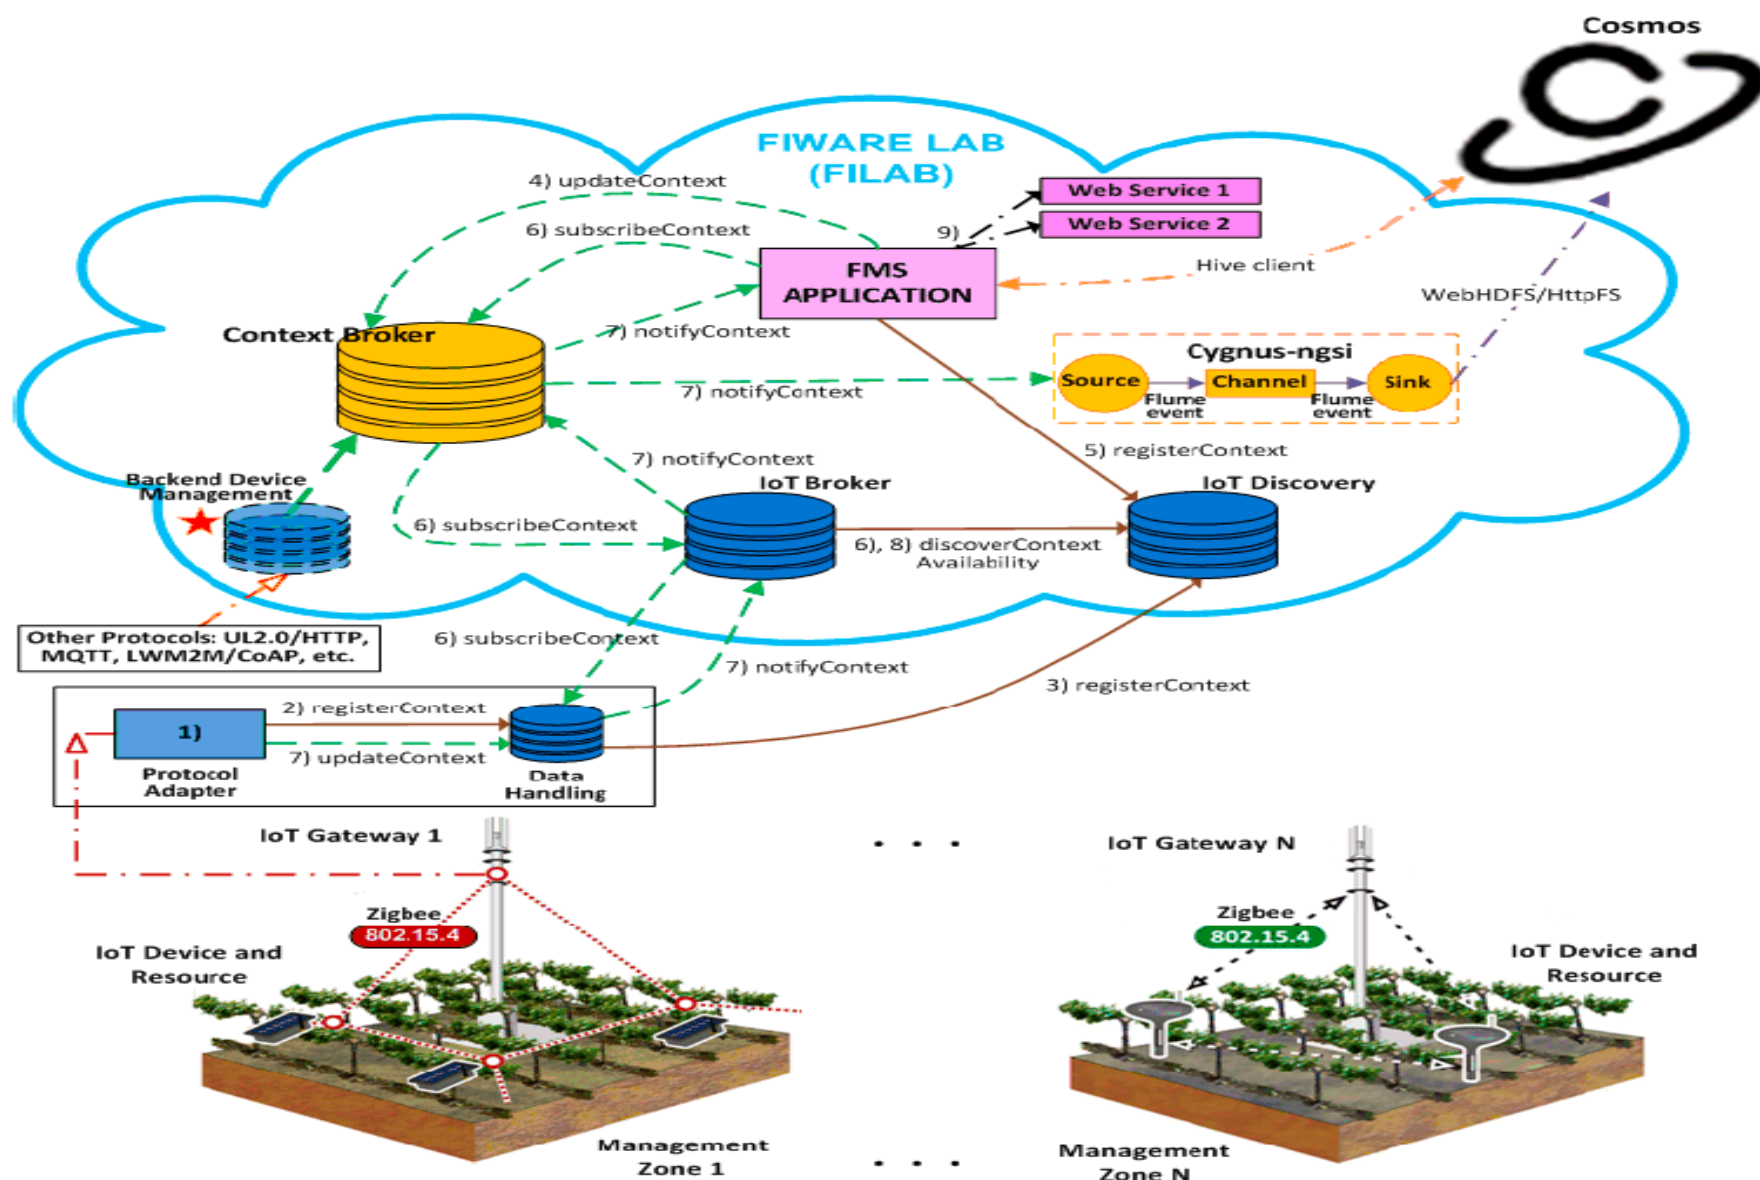 Cosmos
FIWARE LAB
(FILAB)
4) updateContext
Web Service 1
6) subscribeContext
9)
Web Service 2
FMS
APPLICATION
Hive client
WebHDFS/HttpFS
Context Broker
7) notifyContext
Cygnus-ngsi
Source
Channel
Sink
7) notifyContext
Flume
event
Flume
event
7) notifyContext
5) registerContext
Backend Device
Management
IoT Broker
IoT Discovery
6) subscribeContext
6), 8) discoverContext
Availability
Other Protocols: UL2.0/HTTP,
MQTT, LWM2M/CoAP, etc.
6) subscribeContext
7) notifyContext
3) registerContext
2) registerContext
1)
7) updateContext
Protocol
Adapter
Data
Handling
IoT Gateway 1
. . .
IoT Gateway N
Zigbee
802.15.4
Zigbee
802.15.4
IoT Device and
Resource
IoT Device and
Resource
Management
Zone 1
. . .
Management
Zone N